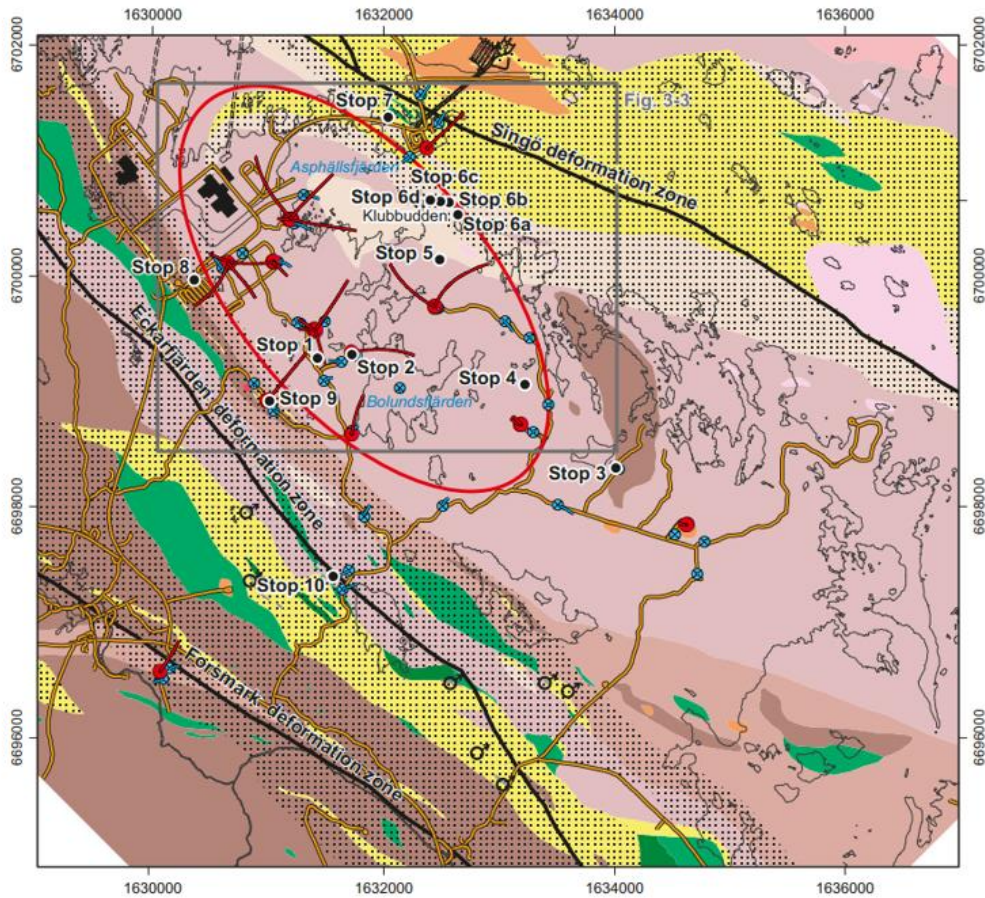 1630000 1632000 1634000 1636000
6702000
6702000
Stop 7
Fig. 3-3
Singö deformation zone
Asphällsfjärden
Stop 6c
Stop 6d
Stop 6b
Klubbudden
Stop 6a
Stop 5
Stop 8
6700000
6700000
Eckarfjärden deformation zone
Stop 1
Stop 2
Stop 4
Stop 9
Bolundsfjärden
Stop 3
6698000
6698000
Stop 10
Forsmark deformation zone
6696000
6696000
1630000 1632000 1634000 1636000